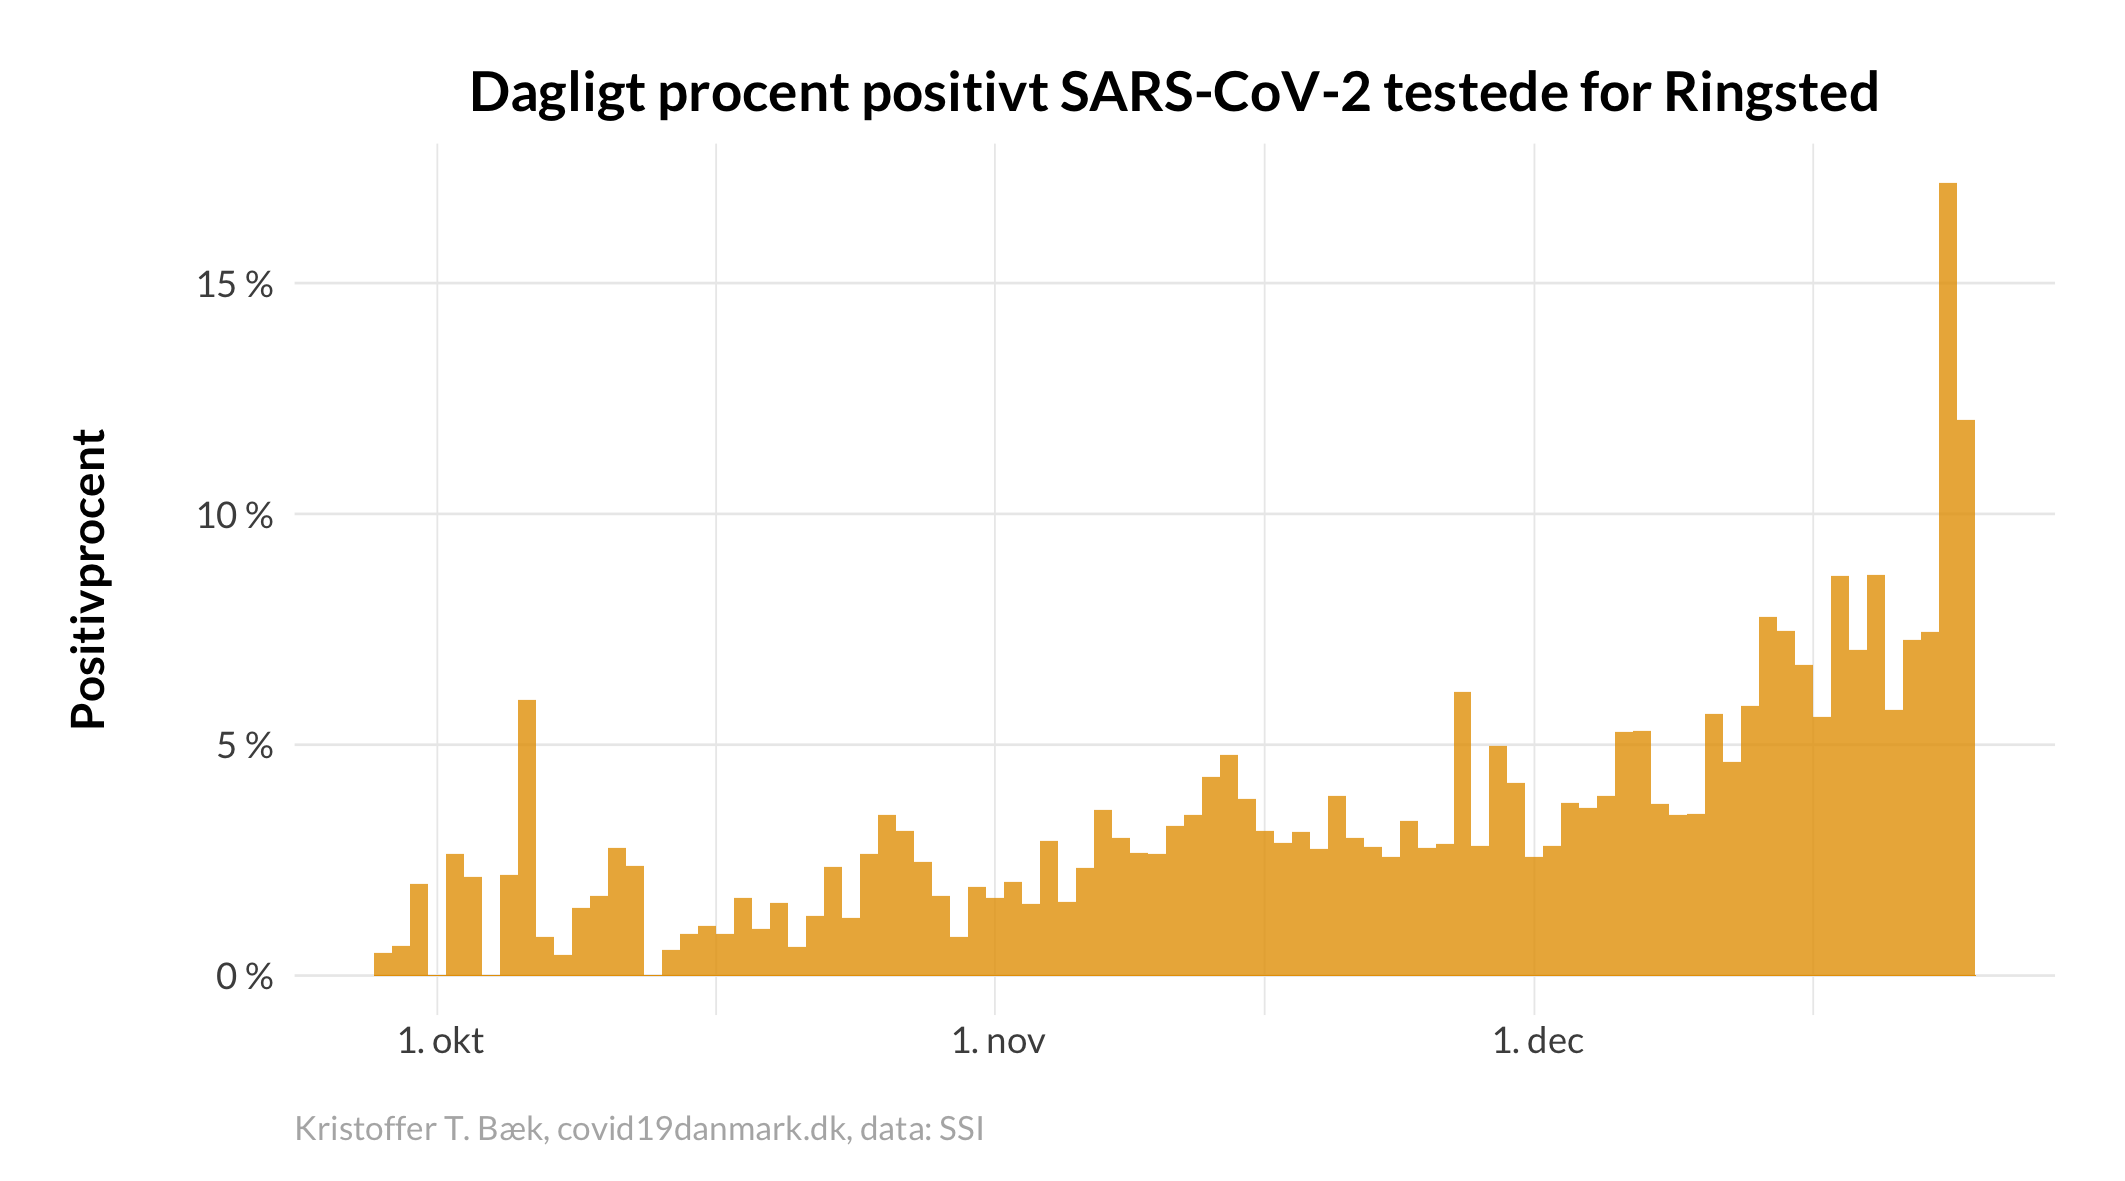 Dagligt procent positivt SARS-CoV-2 testede for Ringsted
Positivprocent
15 %
10 %
5 %
0 %
1. okt
1. nov
1. dec
Kristoffer T. Bæk, covid19danmark.dk, data: SSI